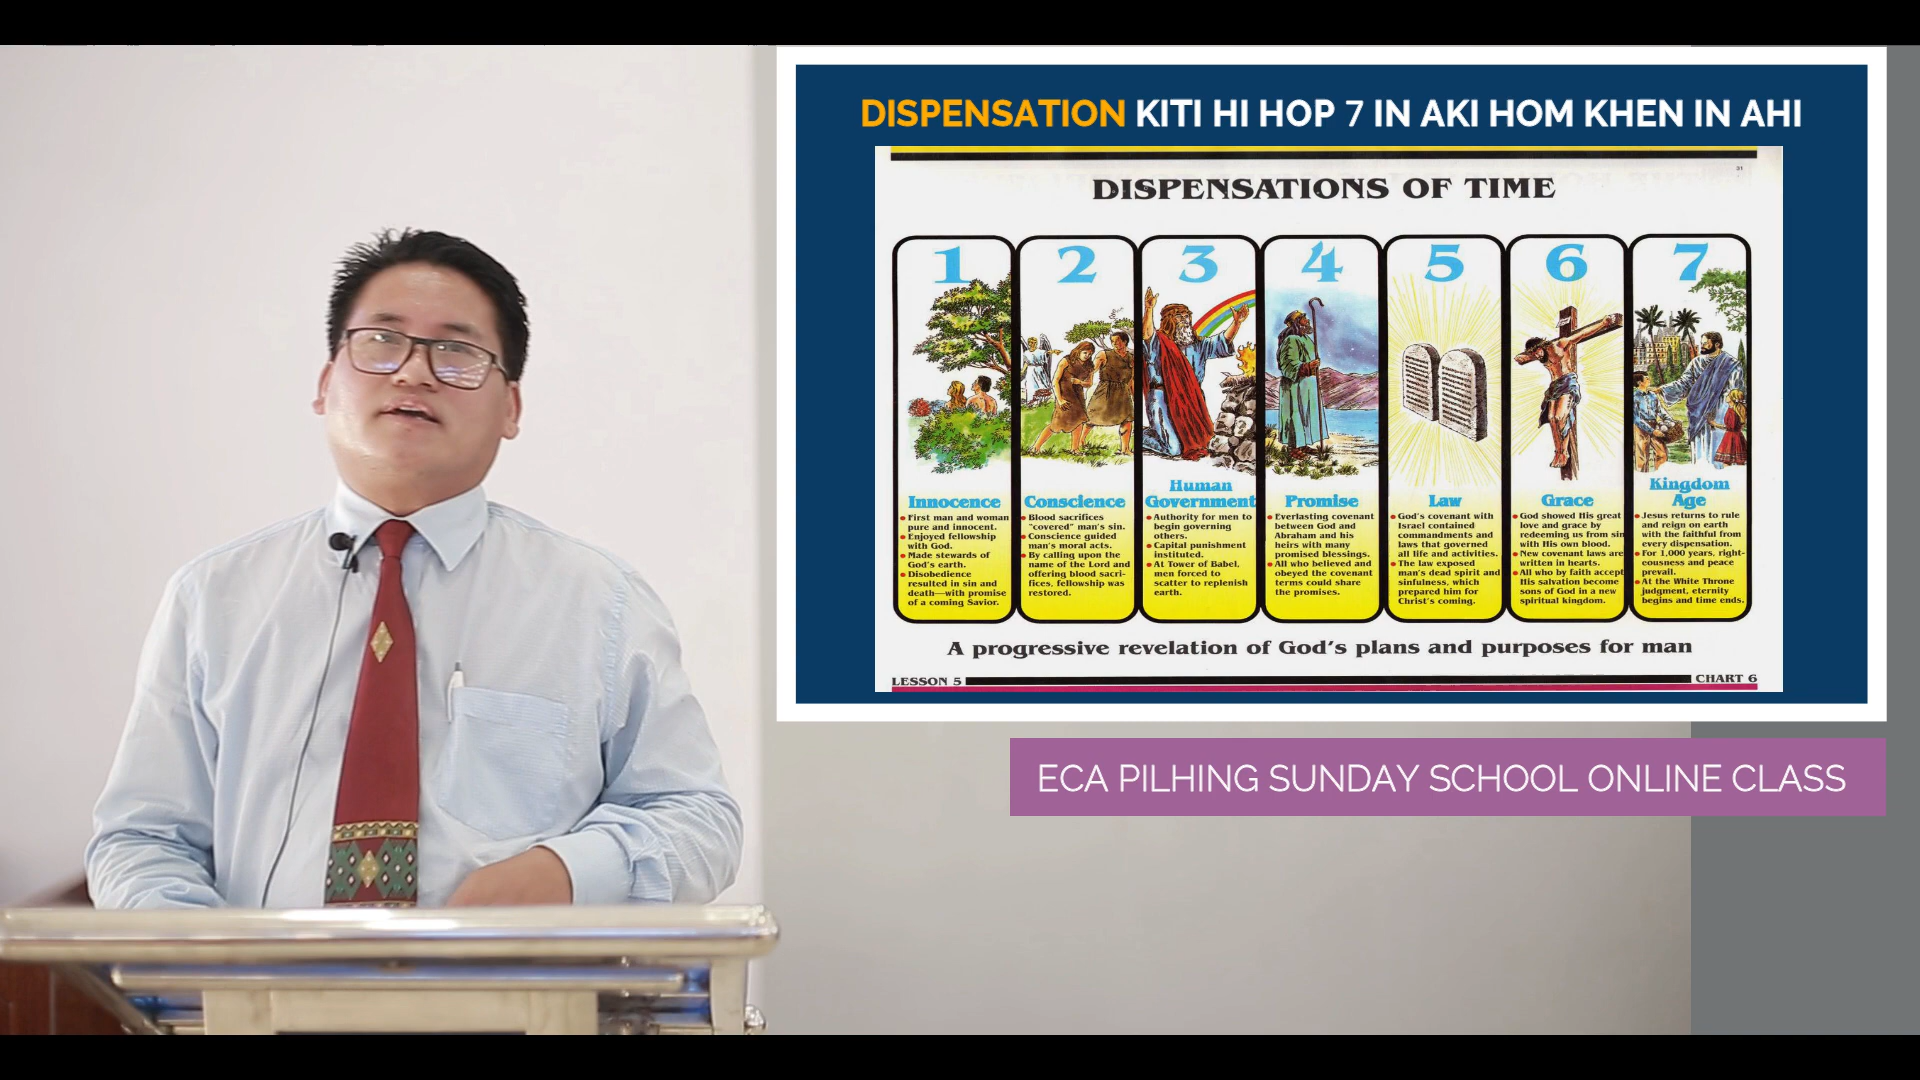 DISPENSATION KITI HI HOP 7 IN AKI HOM KHEN IN AHI
31
DISPENSATIONS OF TIME
1
Innocence
• First man and woman
pure and innocent.
• Enjoyed fellowship
with God.
• Made stewards of
God's earth.
• Disobedience
resulted in sin and
death—with promise
of a coming Savior.
2
Conscience
• Blood sacrifices
"covered" man's sin.
• Conscience guided
man's moral acts.
• By calling upon the
name of the Lord and
offering blood sacri-
fices, fellowship was
restored.
3
Human
Government
• Authority for men to
begin governing
others.
• Capital punishment
instituted.
• At Tower of Babel,
men forced to
scatter to replenish
earth.
4
Promise
• Everlasting covenant
between God and
Abraham and his
heirs with many
promised blessings.
• All who believed and
obeyed the covenant
terms could share
the promises.
5
Law
• God's covenant with
Israel contained
commandments and
laws that governed
all life and activities.
• The law exposed
man's dead spirit and
sinfulness, which
prepared him for
Christ's coming.
6
Grace
• God showed His great
love and grace by
redeeming us from sin
with His own blood.
• New covenant laws are
written in hearts.
• All who by faith accept
His salvation become
sons of God in a new
spiritual kingdom.
7
Kingdom
Age
• Jesus returns to rule
and reign on earth
with the faithful from
every dispensation.
• For 1,000 years, right-
eousness and peace
prevail.
• At the White Throne
judgment, eternity
begins and time ends.
A progressive revelation of God's plans and purposes for man
LESSON 5
CHART 6
ECA PILHING SUNDAY SCHOOL ONLINE CLASS